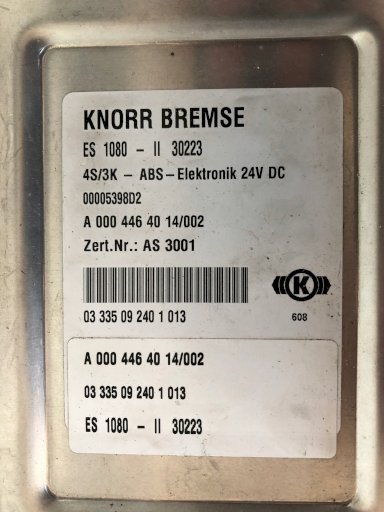 KNORR BREMSE
ES 1080 - II 30223
4S/3K - ABS-Elektronik 24V DC
00005398D2
A 000 446 40 14/002
Zert.Nr.: AS 3001
K
03 335 09 240 1 013
608
A 000 446 40 14/002
03 335 09 240 1 013
ES 1080 - II 30223